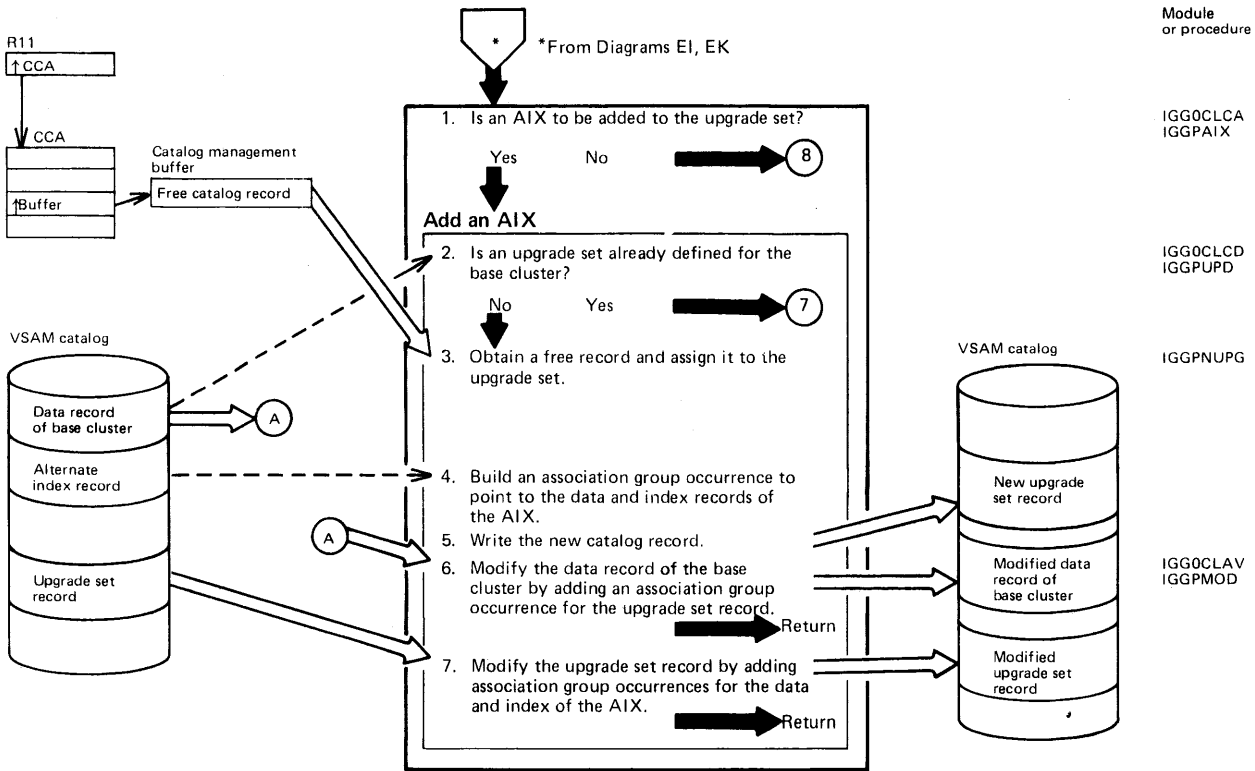 Module
or procedure
R11
↑CCA
*
*From Diagrams EI, EK
CCA
↑Buffer
Catalog management
buffer
Free catalog record
1. Is an AIX to be added to the upgrade set?
Yes No 8
IGG0CLCA
IGGPAIX
Add an AIX
2. Is an upgrade set already defined for the
base cluster?
No Yes 7
IGG0CLCD
IGGPUPD
3. Obtain a free record and assign it to the
upgrade set.
IGGPNUPG
VSAM catalog
Data record
of base cluster
A
Alternate
index record
Upgrade set
record
4. Build an association group occurrence to
point to the data and index records of
the AIX.
A
5. Write the new catalog record.
6. Modify the data record of the base
cluster by adding an association group
occurrence for the upgrade set record.
Return
IGG0CLAV
IGGPMOD
7. Modify the upgrade set record by adding
association group occurrences for the data
and index of the AIX.
Return
VSAM catalog
New upgrade
set record
Modified data
record of
base cluster
Modified
upgrade set
record